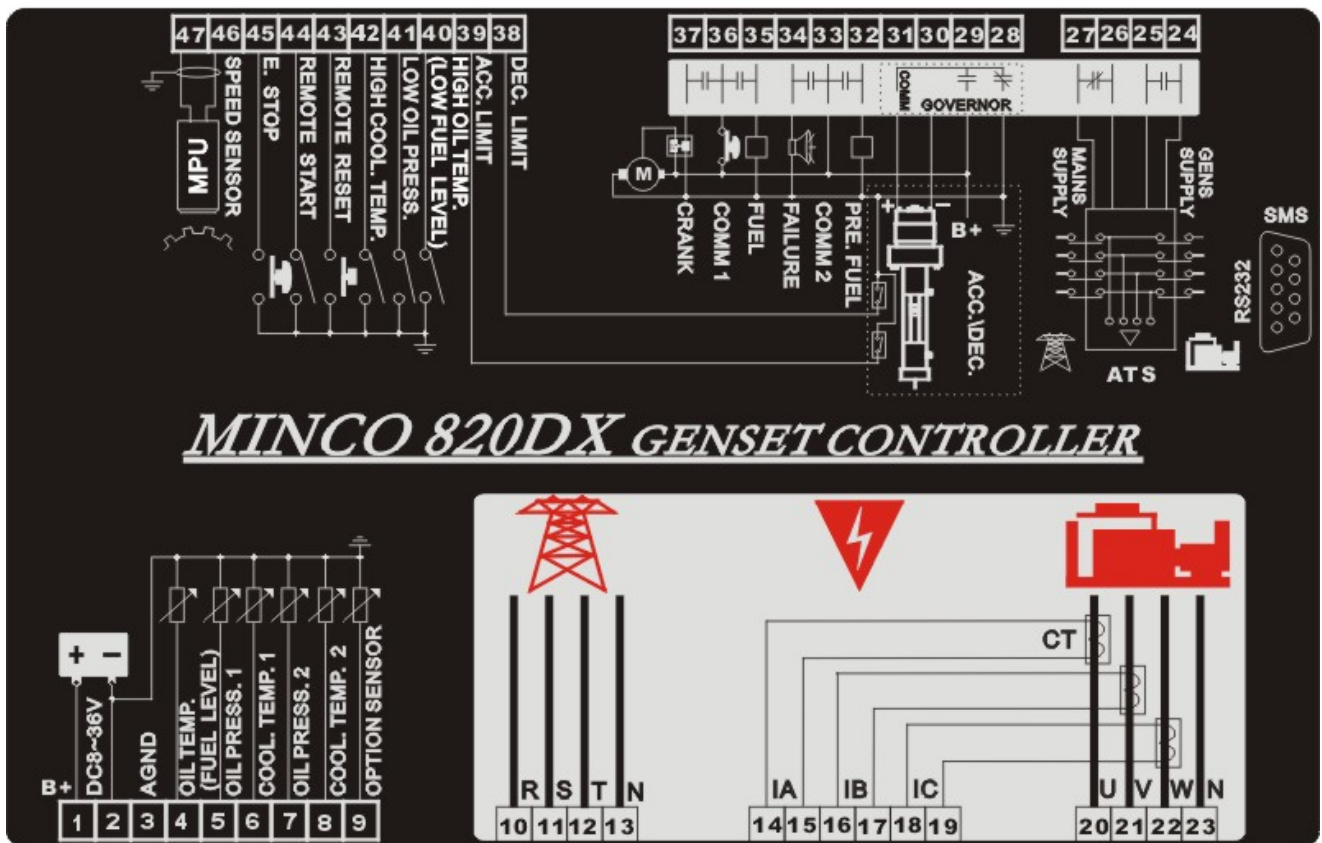 47 46 45 44 43 42 41 40 39 38
37 36 35 34 33 32 31 30 29 28
27 26 25 24
SPEED SENSOR
E. STOP
REMOTE START
REMOTE RESET
HIGH COOL. TEMP.
LOW OIL PRESS.
(LOW FUEL LEVEL)
HIGH OIL TEMP.
ACC. LIMIT
DEC. LIMIT
MPU
COMM
GOVERNOR
M
CRANK
COMM 1
FUEL
FAILURE
COMM 2
PRE. FUEL
+ −
B+
ACC.\DEC.
MAINS
SUPPLY
GENS
SUPPLY
ATS
SMS
RS232
MINCO 820DX GENSET CONTROLLER
+ −
B+
DC8~36V
AGND
OIL TEMP.
(FUEL LEVEL)
OIL PRESS. 1
COOL. TEMP. 1
OIL PRESS. 2
COOL. TEMP. 2
OPTION SENSOR
1 2 3 4 5 6 7 8 9
CT
R S T N
IA IB IC
U V W N
10 11 12 13
14 15 16 17 18 19
20 21 22 23